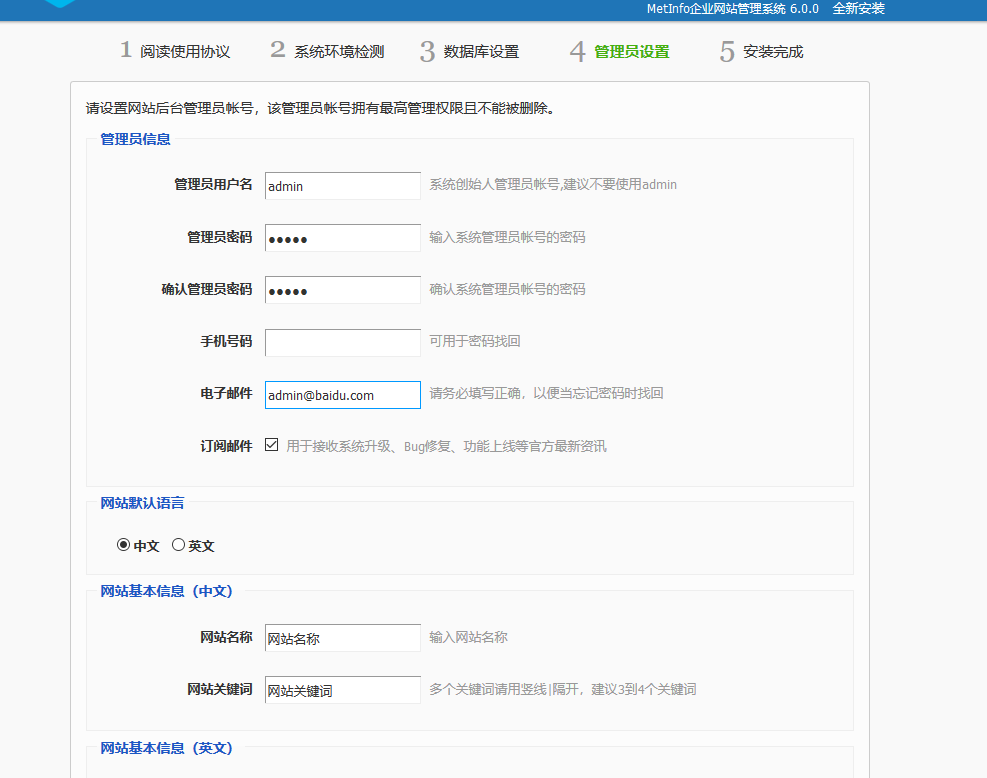 MetInfo企业网站管理系统 6.0.0 全新安装
1 阅读使用协议 2 系统环境检测 3 数据库设置 4 管理员设置 5 安装完成
请设置网站后台管理员帐号，该管理员帐号拥有最高管理权限且不能被删除。
管理员信息
管理员用户名 admin 系统创始人管理员帐号,建议不要使用admin
管理员密码 ●●●●● 输入系统管理员帐号的密码
确认管理员密码 ●●●●● 确认系统管理员帐号的密码
手机号码 可用于密码找回
电子邮件 admin@baidu.com 请务必填写正确，以便当忘记密码时找回
订阅邮件 用于接收系统升级、Bug修复、功能上线等官方最新资讯
网站默认语言
中文 英文
网站基本信息（中文）
网站名称 网站名称 输入网站名称
网站关键词 网站关键词 多个关键词请用竖线|隔开，建议3到4个关键词
网站基本信息（英文）